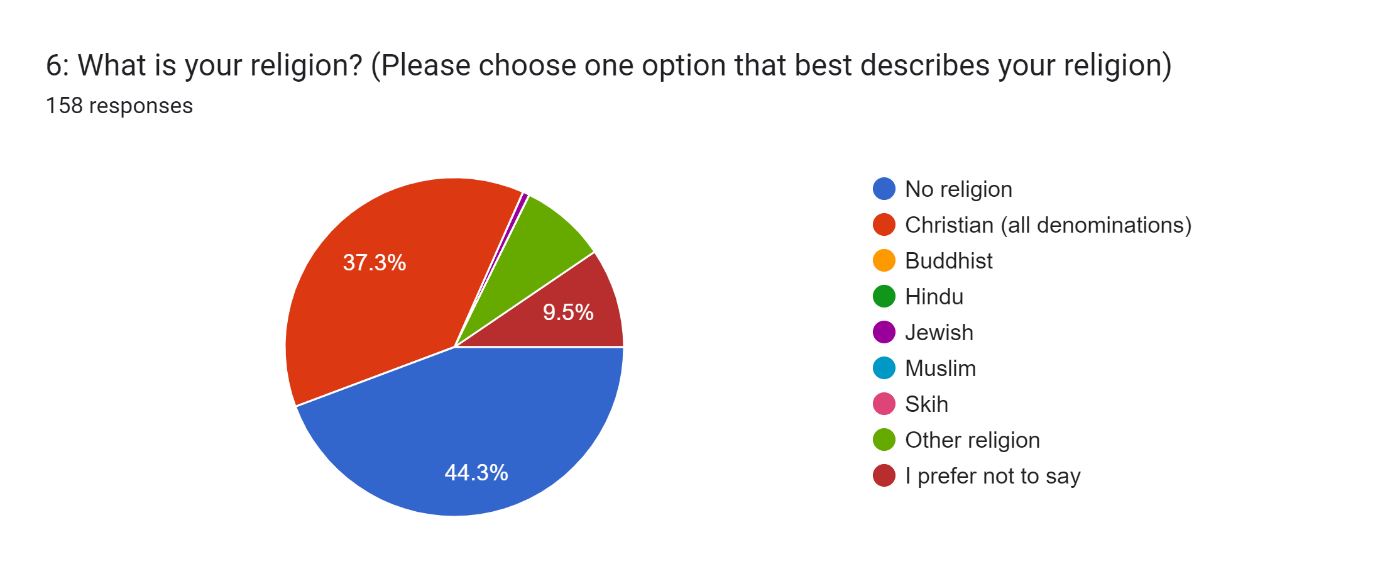 6: What is your religion? (Please choose one option that best describes your religion)
158 responses
37.3%
9.5%
44.3%
No religion
Christian (all denominations)
Buddhist
Hindu
Jewish
Muslim
Skih
Other religion
I prefer not to say